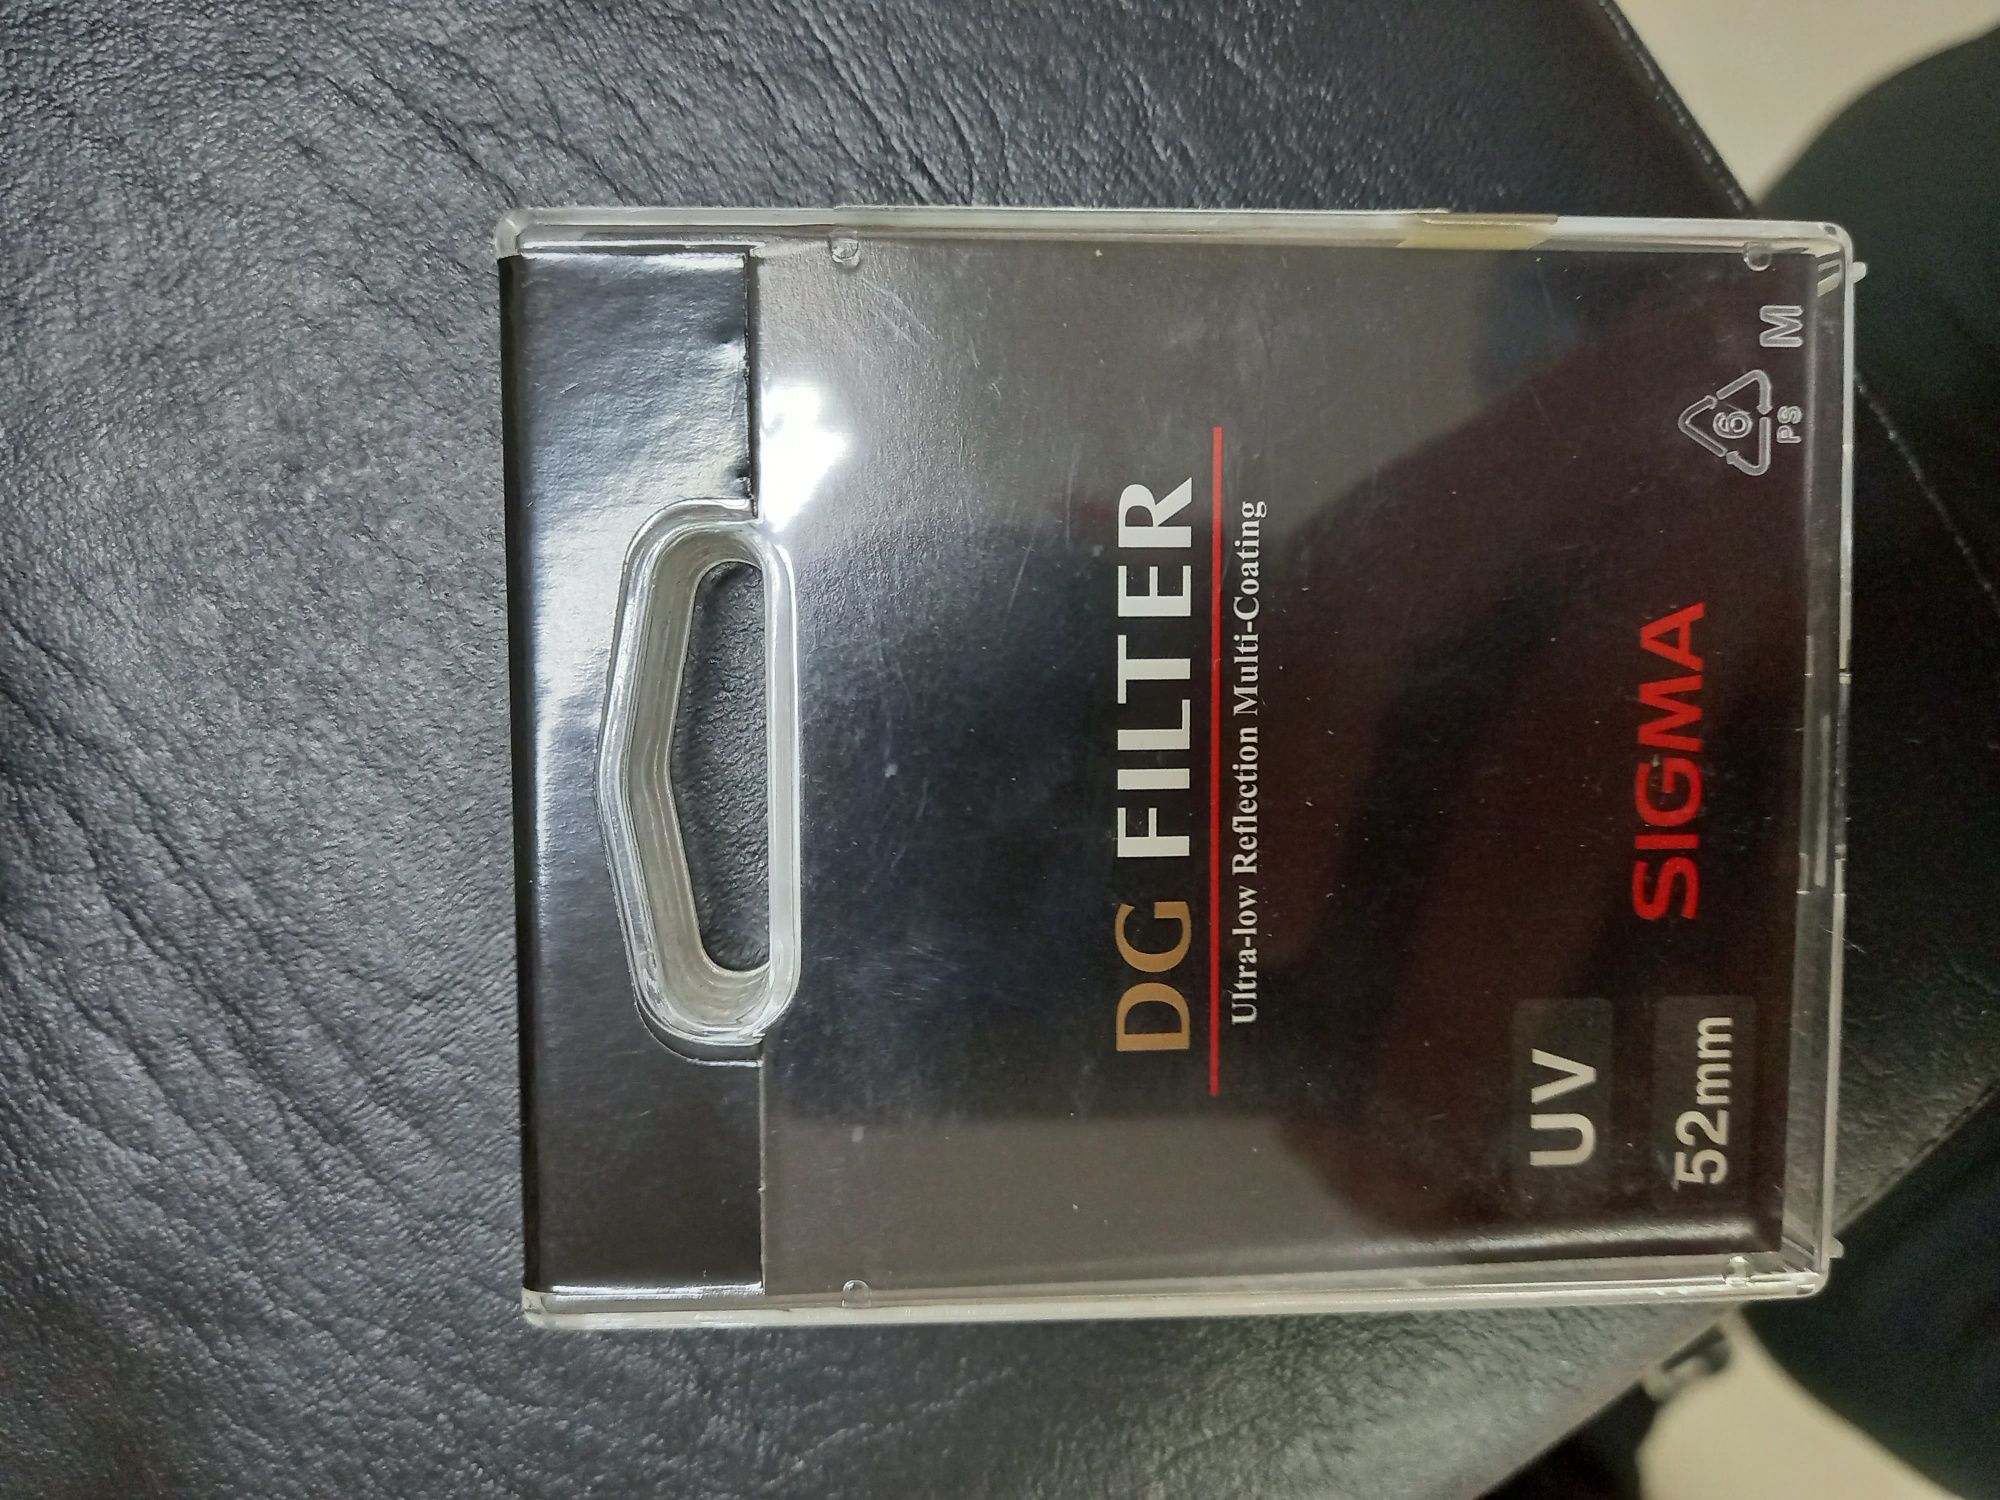 DG FILTER
Ultra-low Reflection Multi-Coating
UV
52mm
SIGMA
6
PS
M